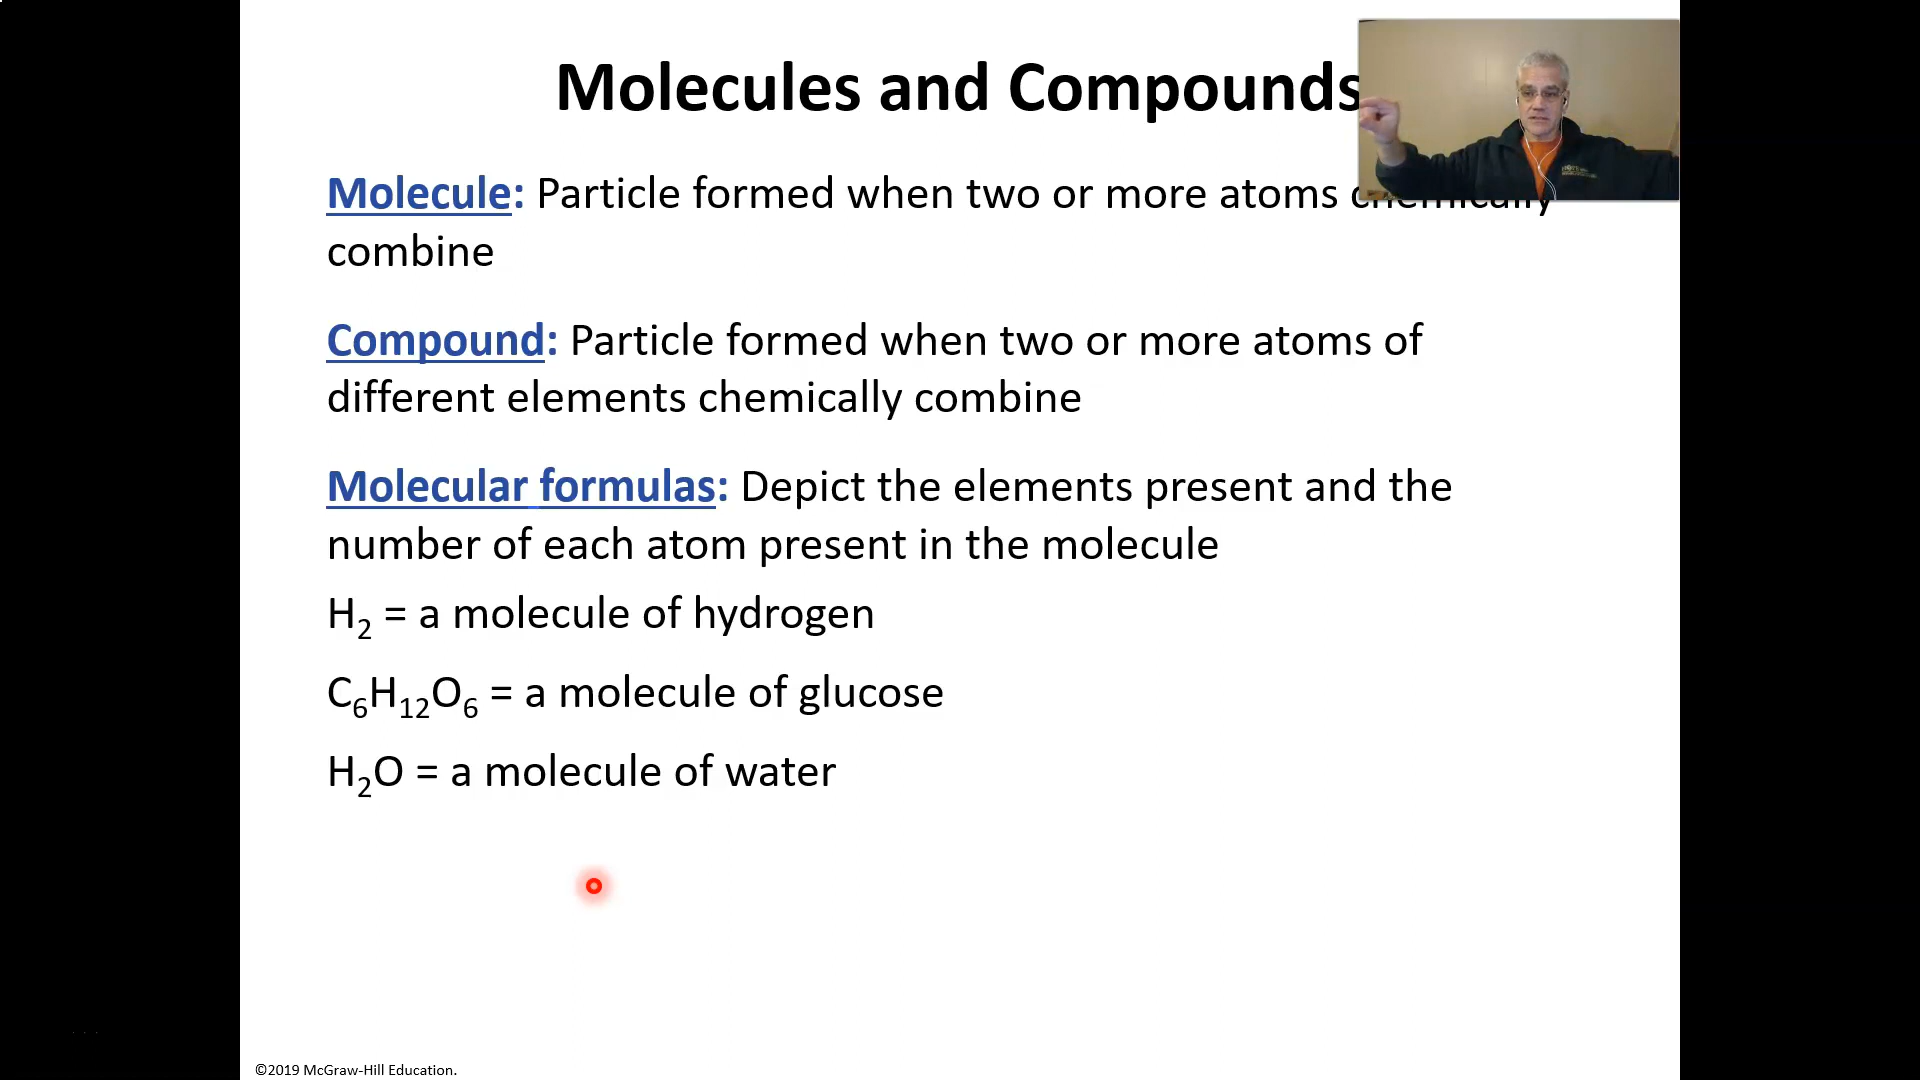 Molecules and Compounds
Molecule: Particle formed when two or more atoms chemically
combine
Compound: Particle formed when two or more atoms of
different elements chemically combine
Molecular formulas: Depict the elements present and the
number of each atom present in the molecule
H₂ = a molecule of hydrogen
C₆H₁₂O₆ = a molecule of glucose
H₂O = a molecule of water
©2019 McGraw-Hill Education.